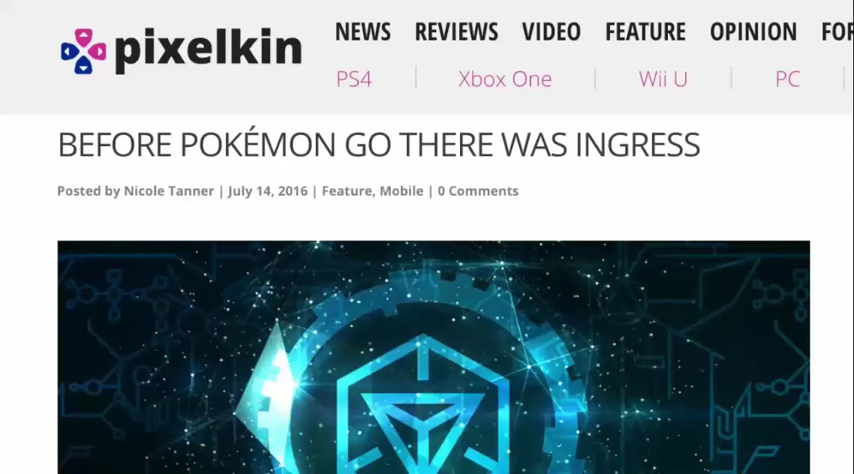 pixelkin
NEWS REVIEWS VIDEO FEATURE OPINION FOR
PS4 | Xbox One | Wii U | PC |
BEFORE POKÉMON GO THERE WAS INGRESS
Posted by Nicole Tanner | July 14, 2016 | Feature, Mobile | 0 Comments